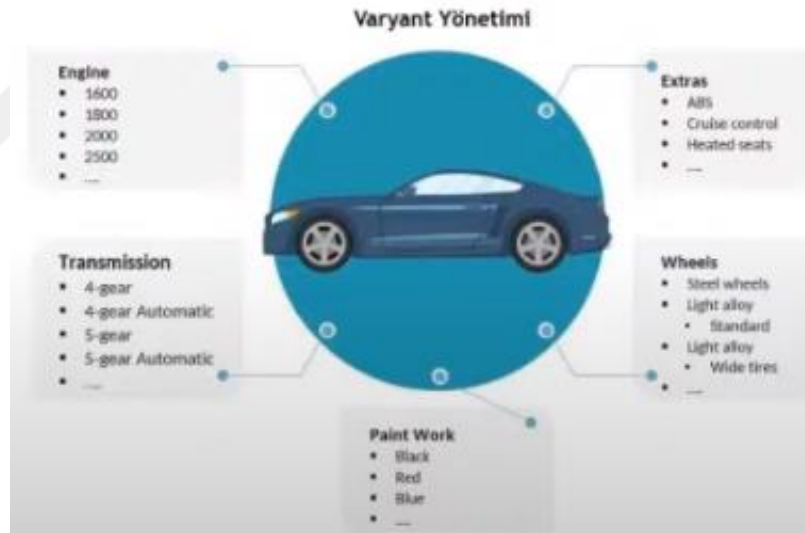 Varyant Yönetimi
Engine
• 1600
• 1800
• 2000
• 2500
• ....
Transmission
• 4-gear
• 4-gear Automatic
• 5-gear
• 5-gear Automatic
• ....
Paint Work
• Black
• Red
• Blue
• ....
Extras
• ABS
• Cruise control
• Heated seats
• ....
Wheels
• Steel wheels
• Light alloy
• Standard
• Light alloy
• Wide tires
• ....